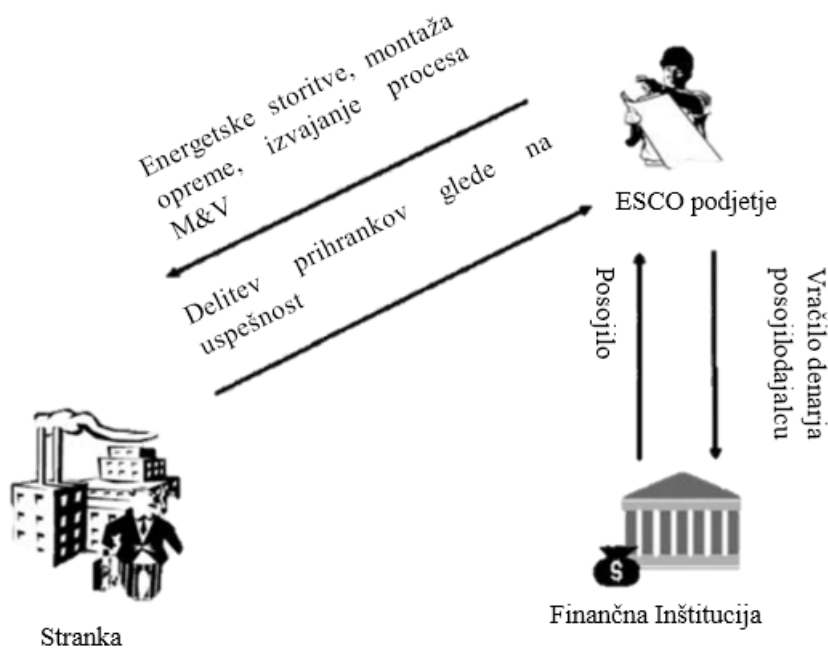 Energetske storitve, montaža
opreme, izvajanje procesa
M&V
Delitev prihrankov glede na
uspešnost
ESCO podjetje
Posojilo
Vračilo denarja
posojilodajalcu
$
Finančna Inštitucija
Stranka